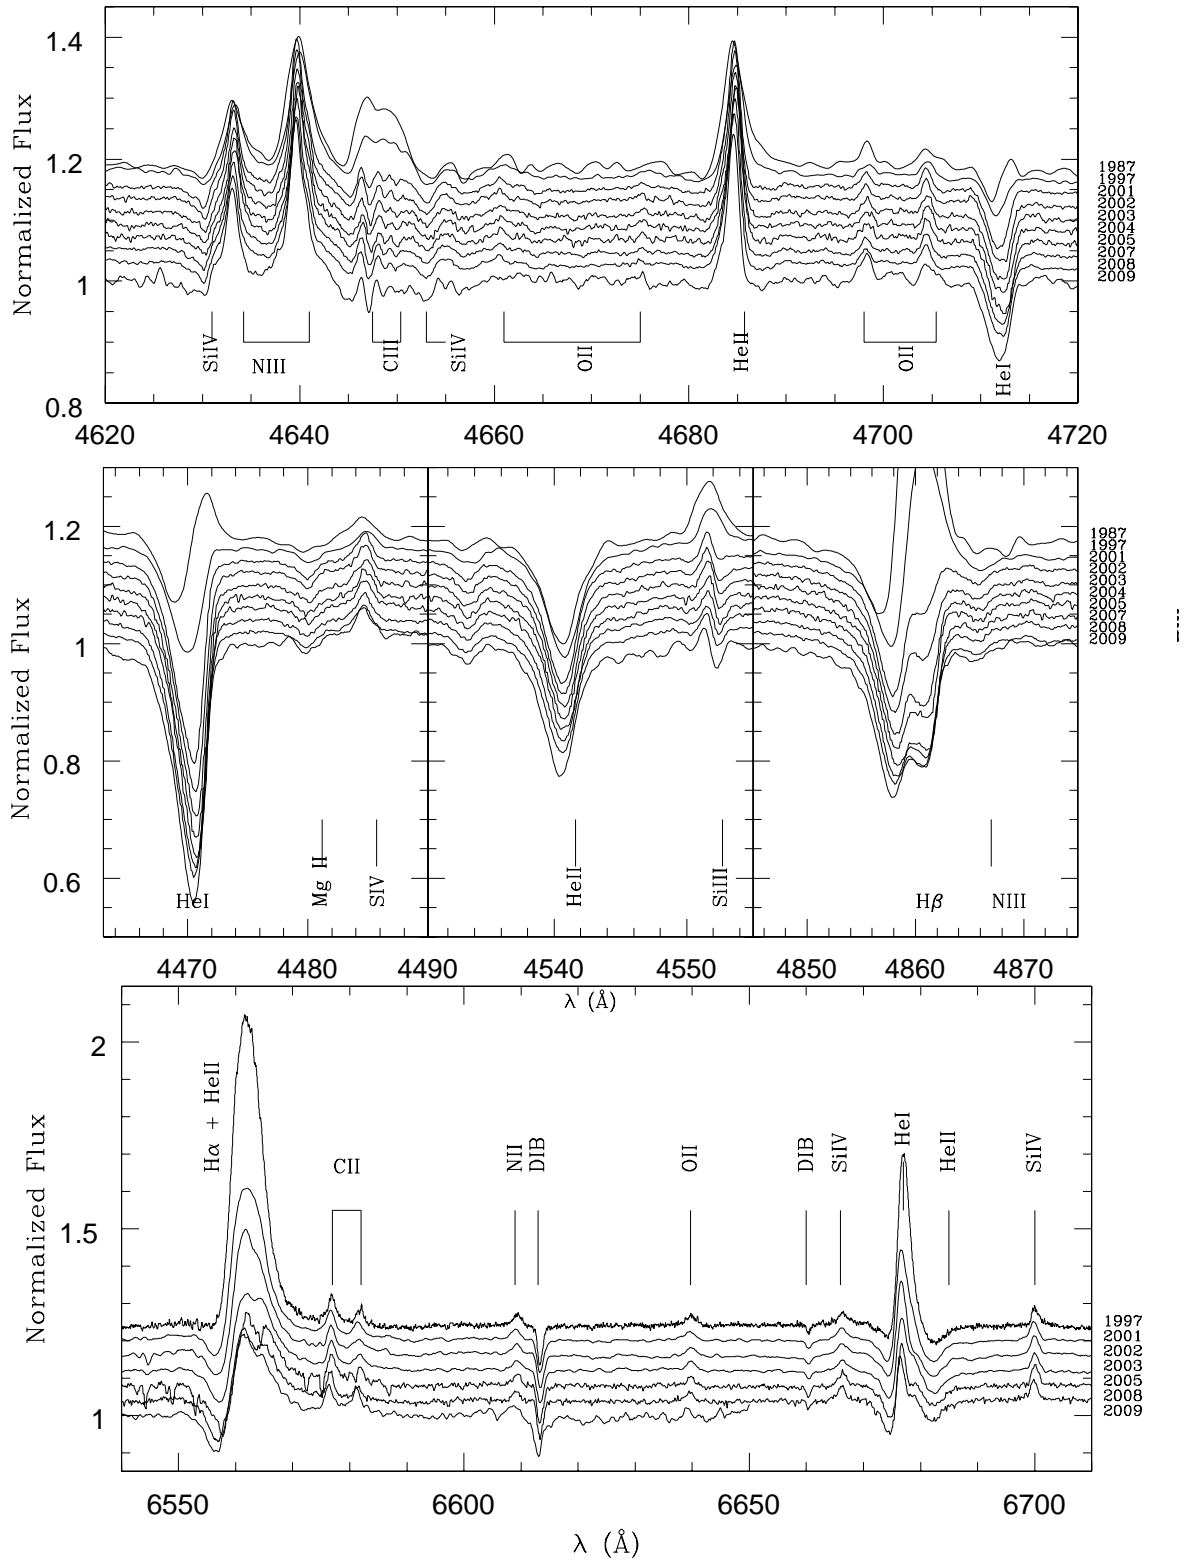 1.4
1.2
1
0.8
Normalized Flux
1987
1997
2001
2002
2003
2004
2005
2007
2008
2009
SiIV
NIII
CIII
SiIV
OII
HeII
OII
HeI
4620
4640
4660
4680
4700
4720
1.2
1
0.8
0.6
Normalized Flux
1987
1997
2001
2002
2003
2004
2005
2007
2008
2009
HeI
Mg II
SIV
HeII
SiIII
Hβ
NIII
4470
4480
4490
4540
4550
4850
4860
4870
λ (Å)
2
1.5
1
Normalized Flux
Hα + HeII
CII
NII
DIB
OII
DIB
SiIV
HeI
HeII
SiIV
1997
2001
2002
2003
2005
2008
2009
6550
6600
6650
6700
λ (Å)